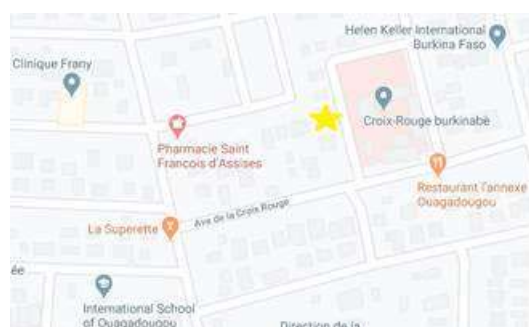 Helen Keller International
Burkina Faso
Clinique Frany
Croix-Rouge burkinabè
Pharmacie Saint
François d'Assises
Restaurant l'annexe
Ouagadougou
Ave de la Croix Rouge
La Superette
ée
International School
of Ouagadougou
Direction de la